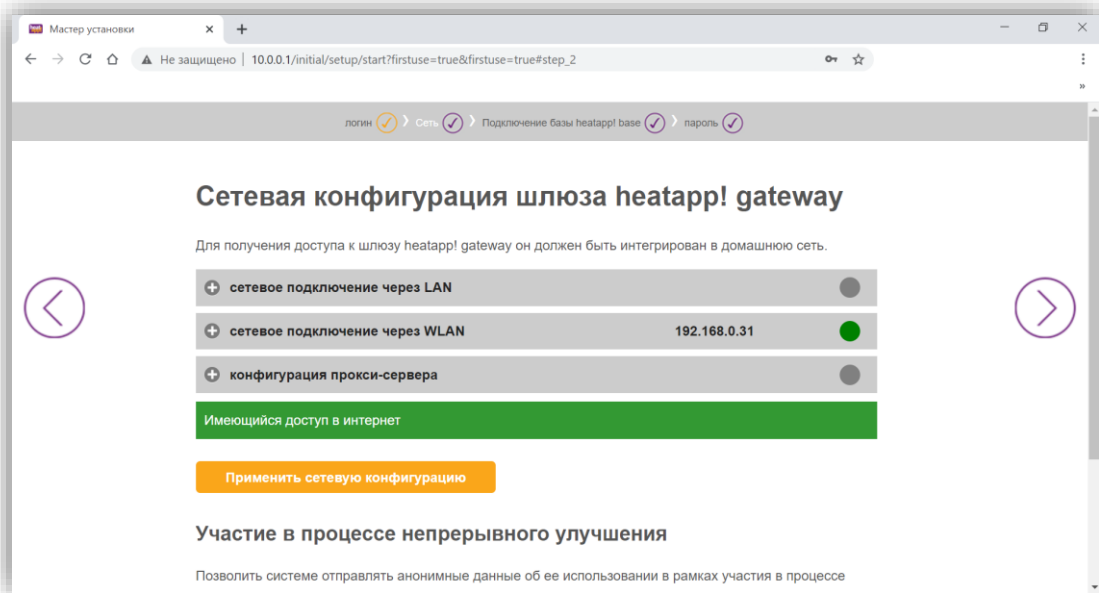 Мастер установки
Не защищено | 10.0.0.1/initial/setup/start?firstuse=true&firstuse=true#step_2
логин Сеть Подключение базы heatapp! base пароль
Сетевая конфигурация шлюза heatapp! gateway
Для получения доступа к шлюзу heatapp! gateway он должен быть интегрирован в домашнюю сеть.
сетевое подключение через LAN
сетевое подключение через WLAN 192.168.0.31
конфигурация прокси-сервера
Имеющийся доступ в интернет
Применить сетевую конфигурацию
Участие в процессе непрерывного улучшения
Позволить системе отправлять анонимные данные об ее использовании в рамках участия в процессе